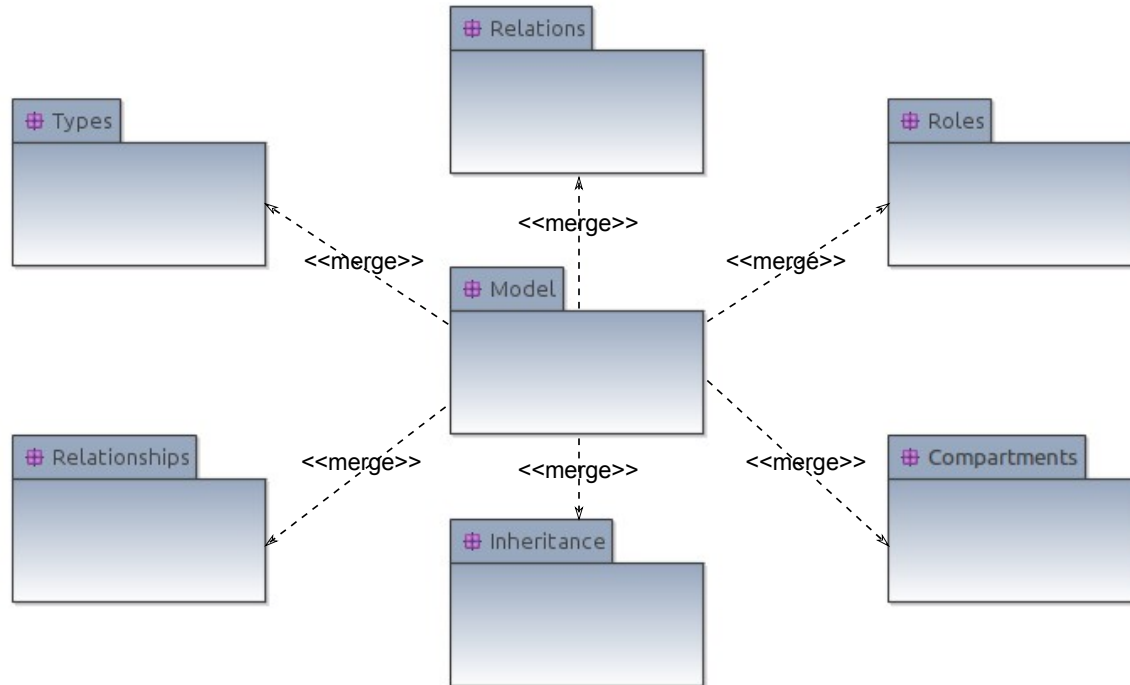 Relations
Types
Roles
<<merge>>
<<merge>>
<<merge>>
Model
Relationships
<<merge>>
<<merge>>
<<merge>>
Compartments
Inheritance